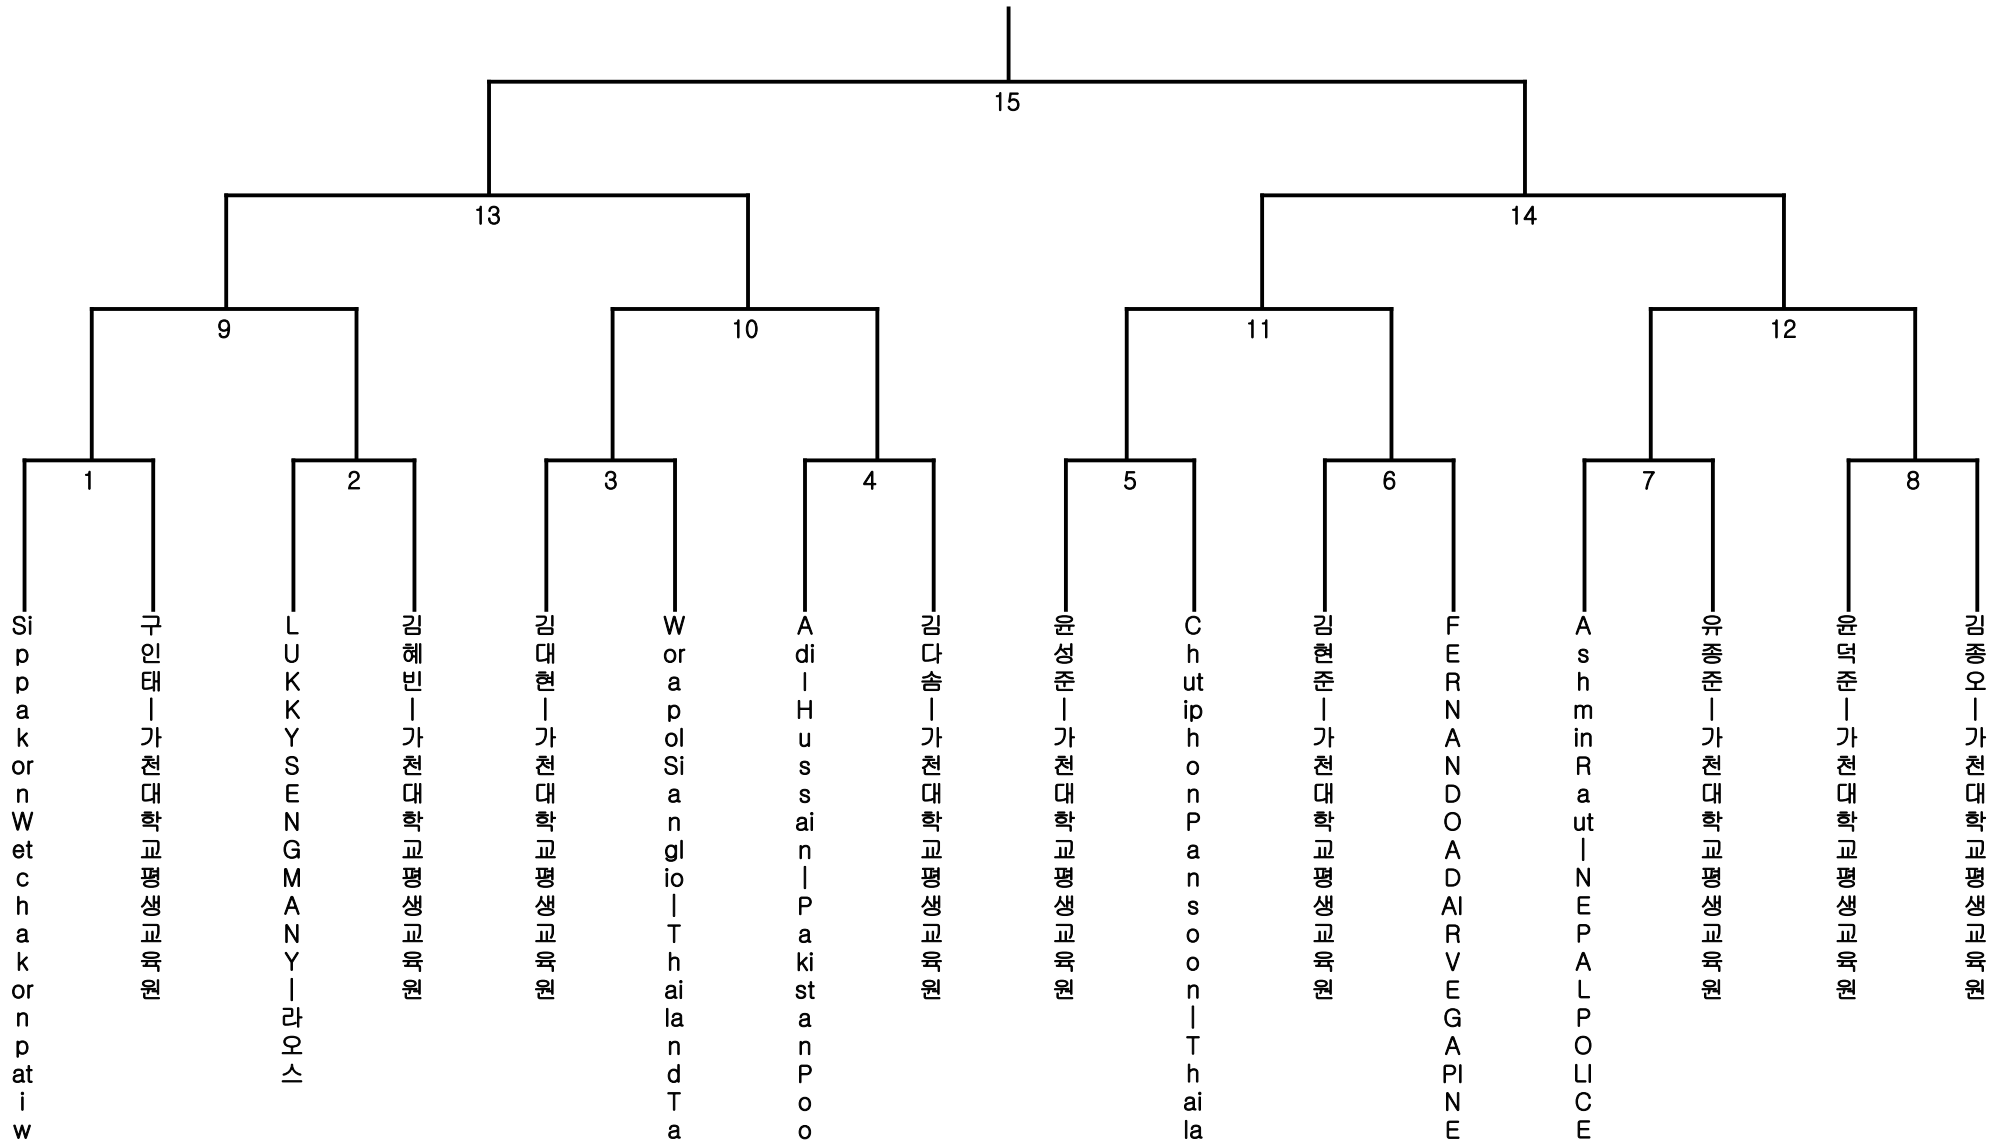 15
13
14
9
10
11
12
1
2
3
4
5
6
7
8
SippakornWetchakornpatiw
구인태|가천대학교평생교육원
LUKKYSENGMANY|라오스
김혜빈|가천대학교평생교육원
김대현|가천대학교평생교육원
WorapolSianglio|ThailandTa
Adil Hussain|PakistanPoo
김다솜|가천대학교평생교육원
윤성준|가천대학교평생교육원
ChutiphonPansoon|Thaila
김현준|가천대학교평생교육원
FERNANDOADAIRVEGAPINE
AshminRaut|NEPALPOLICE
유종준|가천대학교평생교육원
윤덕준|가천대학교평생교육원
김종오|가천대학교평생교육원